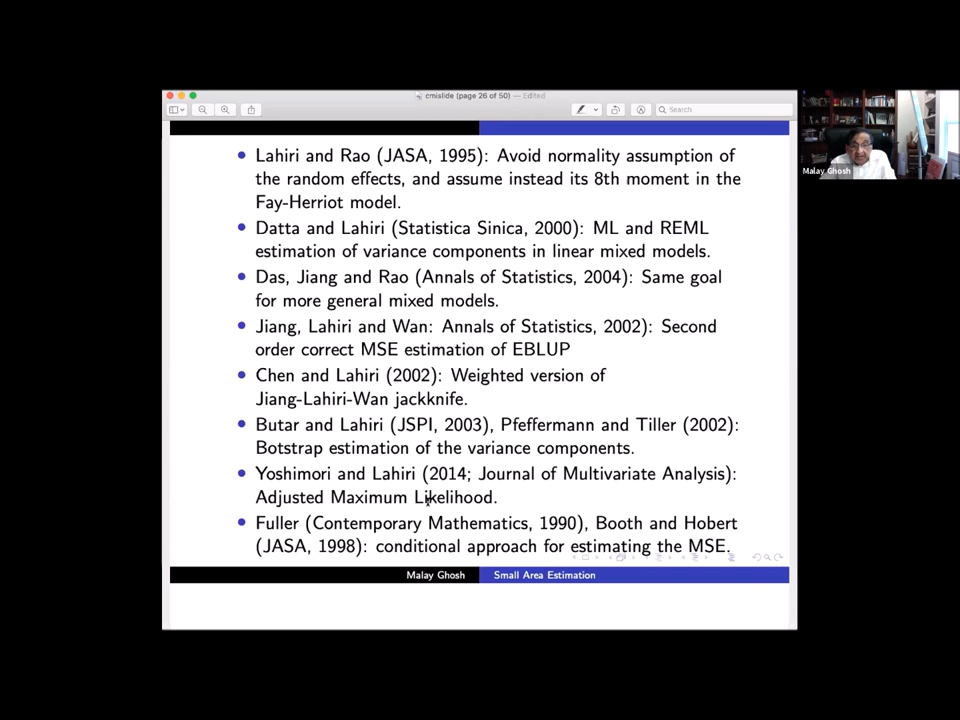 cmislide (page 26 of 50) — Edited
Search
Malay Ghosh
• Lahiri and Rao (JASA, 1995): Avoid normality assumption of
the random effects, and assume instead its 8th moment in the
Fay-Herriot model.
• Datta and Lahiri (Statistica Sinica, 2000): ML and REML
estimation of variance components in linear mixed models.
• Das, Jiang and Rao (Annals of Statistics, 2004): Same goal
for more general mixed models.
• Jiang, Lahiri and Wan: Annals of Statistics, 2002): Second
order correct MSE estimation of EBLUP
• Chen and Lahiri (2002): Weighted version of
Jiang-Lahiri-Wan jackknife.
• Butar and Lahiri (JSPI, 2003), Pfeffermann and Tiller (2002):
Botstrap estimation of the variance components.
• Yoshimori and Lahiri (2014; Journal of Multivariate Analysis):
Adjusted Maximum Likelihood.
• Fuller (Contemporary Mathematics, 1990), Booth and Hobert
(JASA, 1998): conditional approach for estimating the MSE.
Malay Ghosh Small Area Estimation